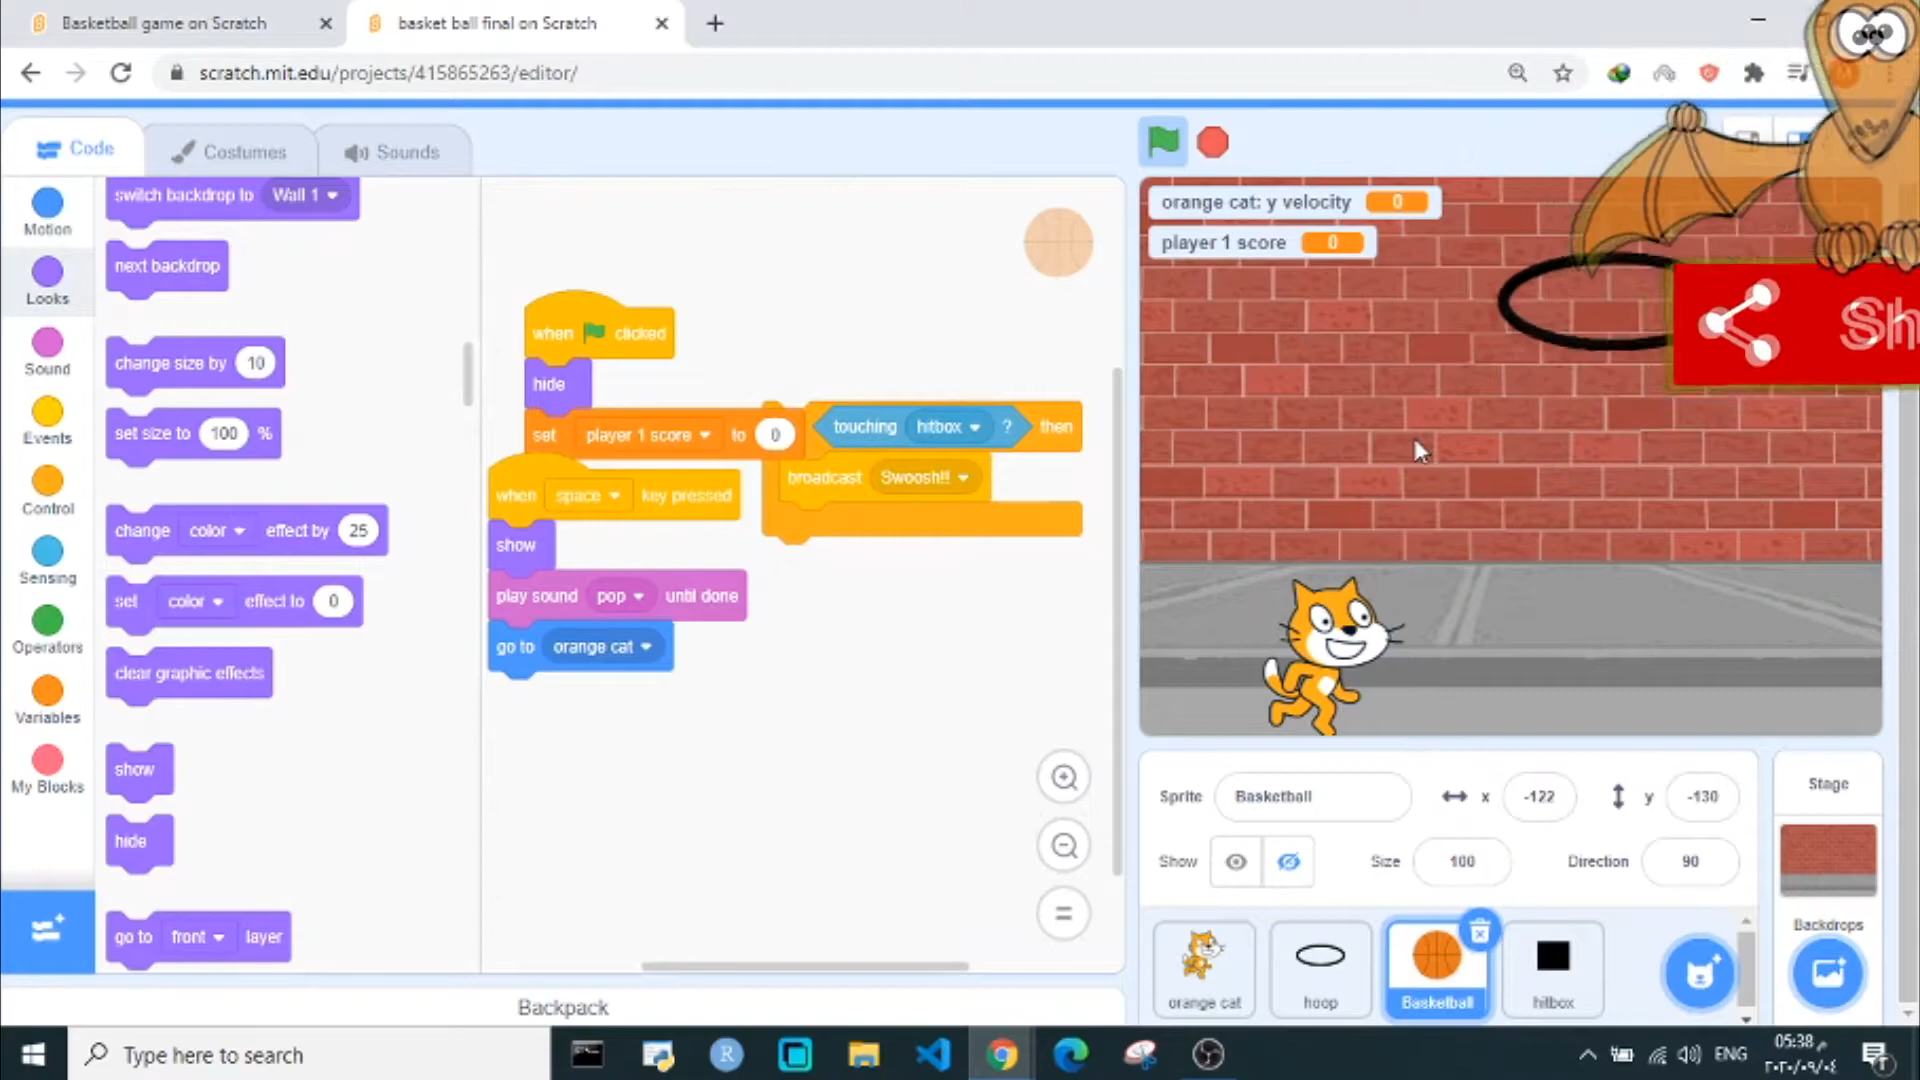 Basketball game on Scratch
basket ball final on Scratch
scratch.mit.edu/projects/415865263/editor/
Code
Costumes
Sounds
Motion
Looks
Sound
Events
Control
Sensing
Operators
Variables
My Blocks
switch backdrop to Wall 1
next backdrop
change size by 10
set size to 100 %
change color effect by 25
set color effect to 0
clear graphic effects
show
hide
go to front layer
when clicked
hide
set player 1 score to 0
when space key pressed
show
play sound pop until done
go to orange cat
touching hitbox ? then
broadcast Swoosh!!
Backpack
orange cat: y velocity 0
player 1 score 0
Sh
Sprite Basketball x -122 y -130
Show Size 100 Direction 90
orange cat
hoop
Basketball
hitbox
Stage
Backdrops
Type here to search
ENG
05:38 م
٢٠٢٠/٠٩/٠٤